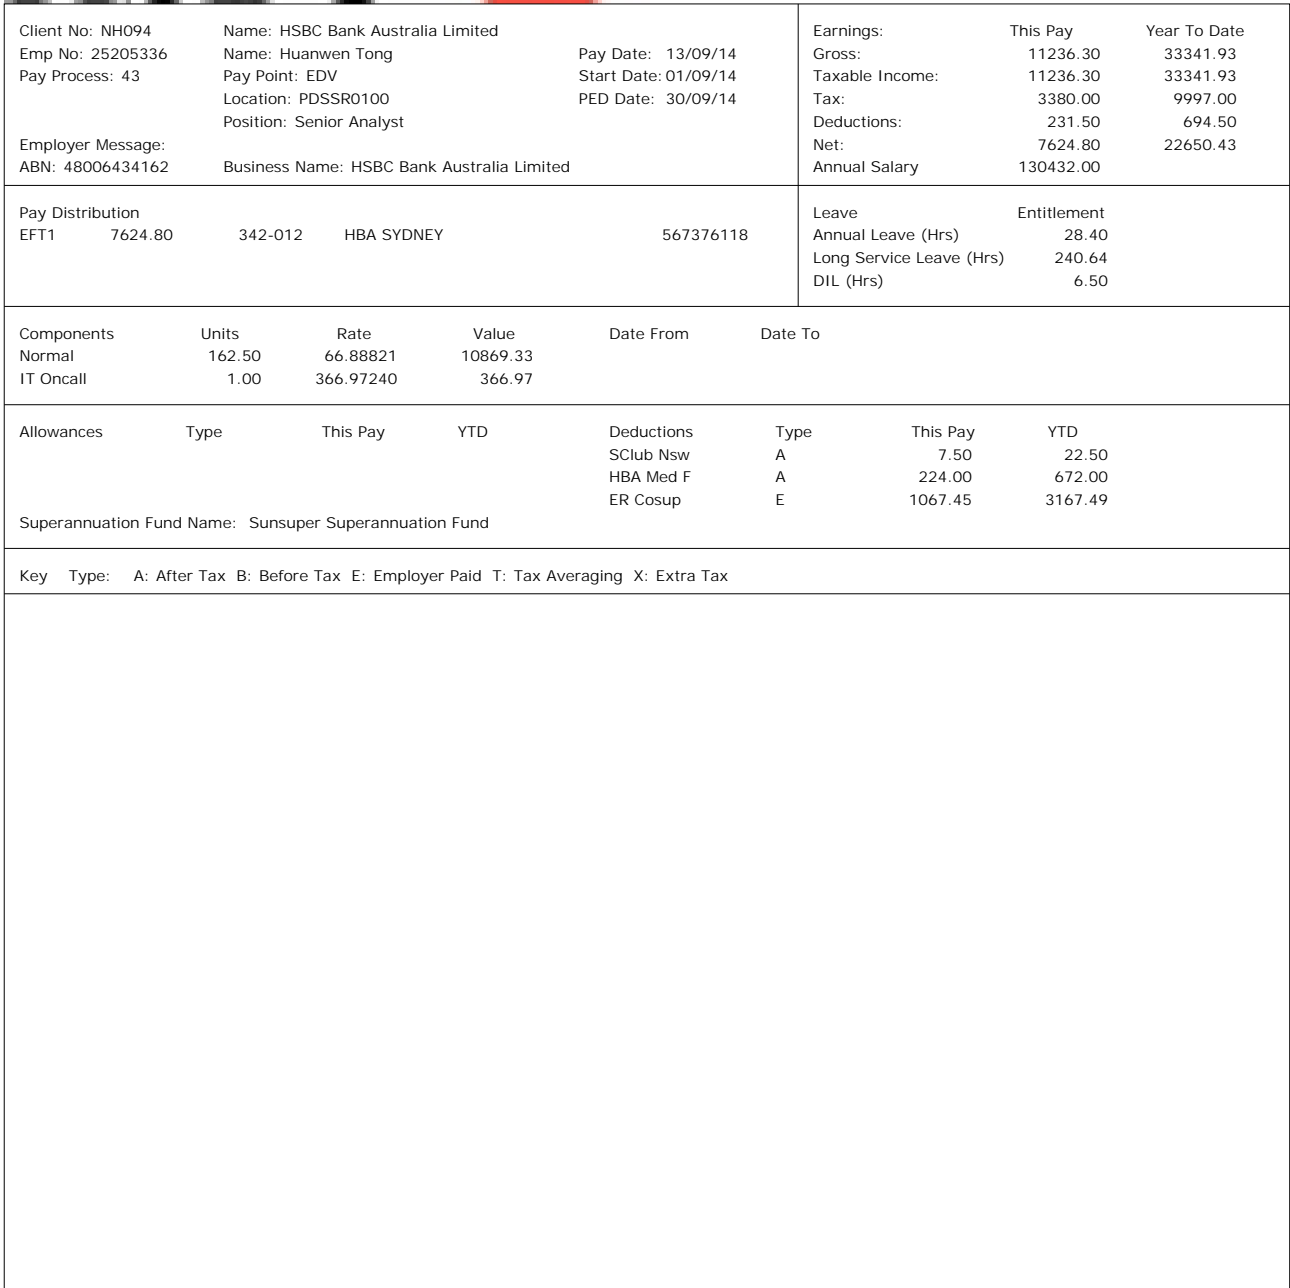 Client No: NH094 Name: HSBC Bank Australia Limited Earnings: This Pay Year To Date
Emp No: 25205336 Name: Huanwen Tong Pay Date: 13/09/14 Gross: 11236.30 33341.93
Pay Process: 43 Pay Point: EDV Start Date: 01/09/14 Taxable Income: 11236.30 33341.93
Location: PDSSR0100 PED Date: 30/09/14 Tax: 3380.00 9997.00
Position: Senior Analyst Deductions: 231.50 694.50
Employer Message: Net: 7624.80 22650.43
ABN: 48006434162 Business Name: HSBC Bank Australia Limited Annual Salary 130432.00
Pay Distribution Leave Entitlement
EFT1 7624.80 342-012 HBA SYDNEY 567376118 Annual Leave (Hrs) 28.40
Long Service Leave (Hrs) 240.64
DIL (Hrs) 6.50
Components Units Rate Value Date From Date To
Normal 162.50 66.88821 10869.33
IT Oncall 1.00 366.97240 366.97
Allowances Type This Pay YTD Deductions Type This Pay YTD
SClub Nsw A 7.50 22.50
HBA Med F A 224.00 672.00
ER Cosup E 1067.45 3167.49
Superannuation Fund Name: Sunsuper Superannuation Fund
Key Type: A: After Tax B: Before Tax E: Employer Paid T: Tax Averaging X: Extra Tax